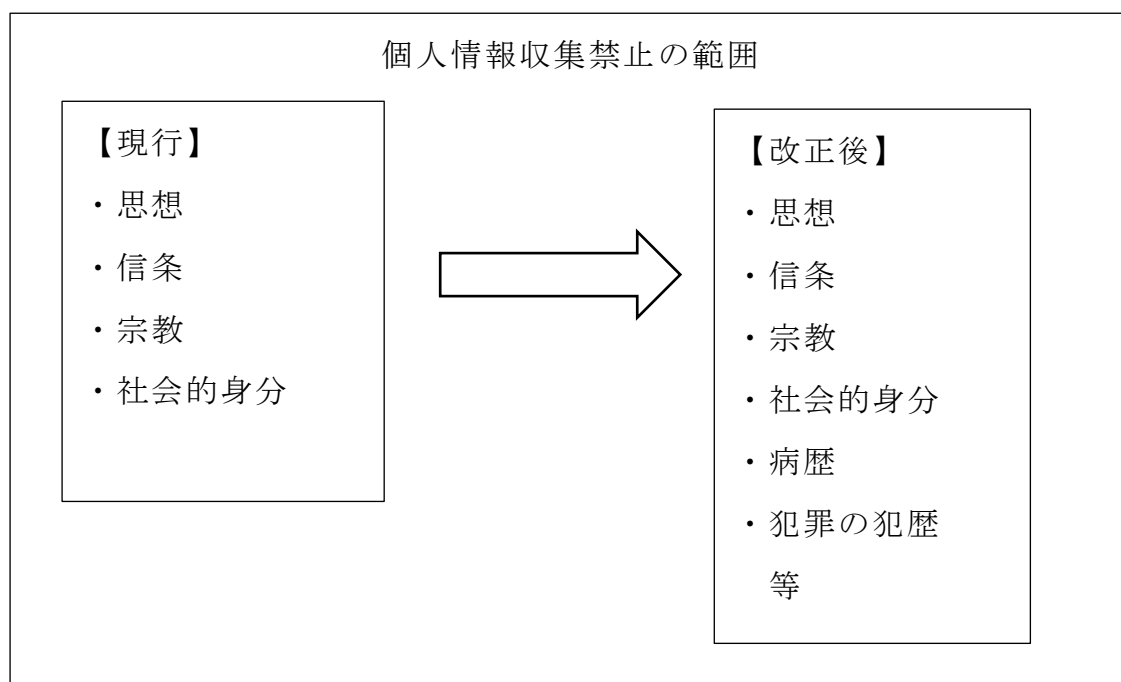 個人情報収集禁止の範囲
【現行】
・思想
・信条
・宗教
・社会的身分
【改正後】
・思想
・信条
・宗教
・社会的身分
・病歴
・犯罪の犯歴
等